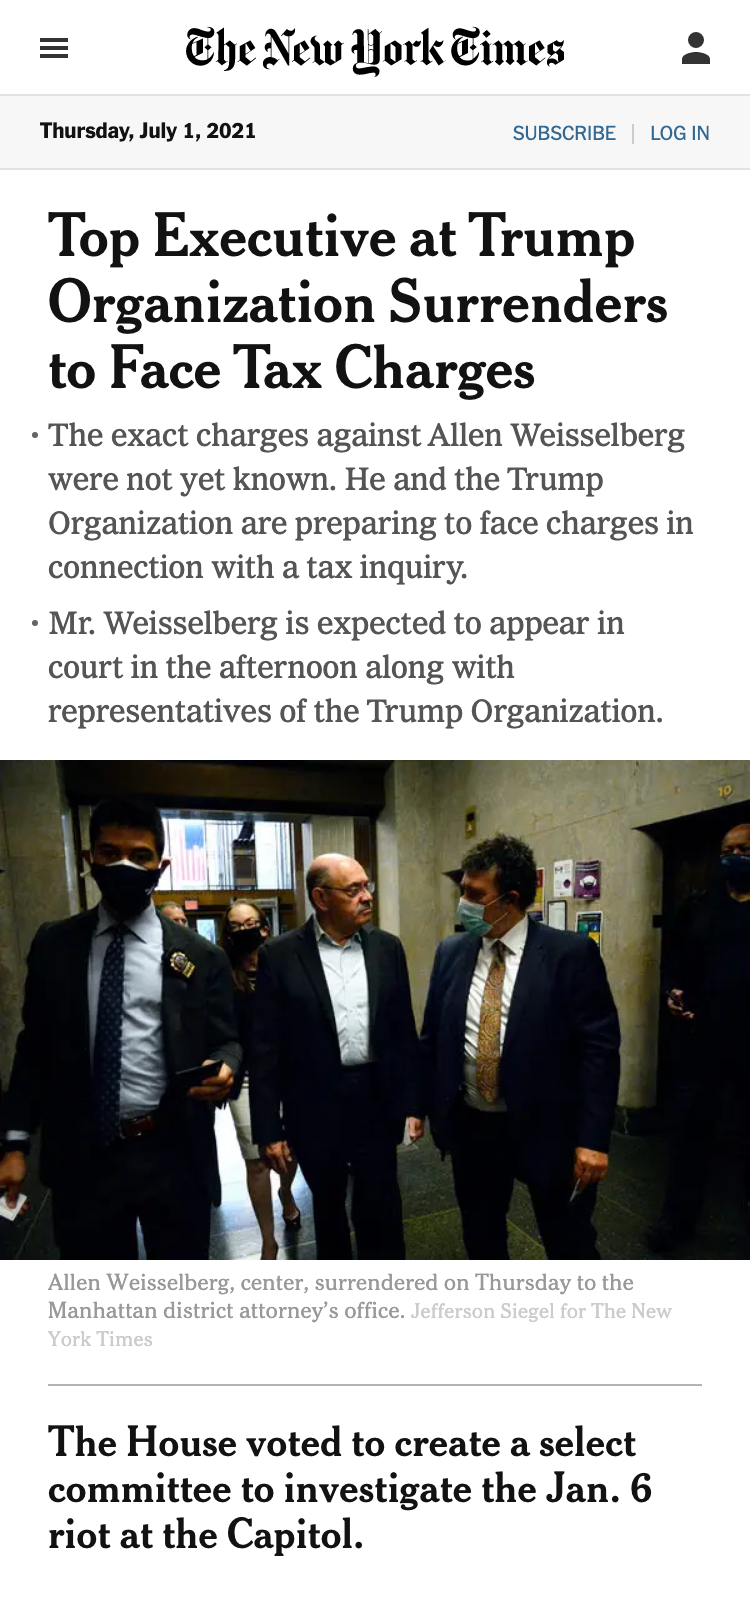 The New York Times
Thursday, July 1, 2021
SUBSCRIBE | LOG IN
Top Executive at Trump
Organization Surrenders
to Face Tax Charges
• The exact charges against Allen Weisselberg
were not yet known. He and the Trump
Organization are preparing to face charges in
connection with a tax inquiry.
• Mr. Weisselberg is expected to appear in
court in the afternoon along with
representatives of the Trump Organization.
10
Allen Weisselberg, center, surrendered on Thursday to the
Manhattan district attorney’s office. Jefferson Siegel for The New
York Times
The House voted to create a select
committee to investigate the Jan. 6
riot at the Capitol.